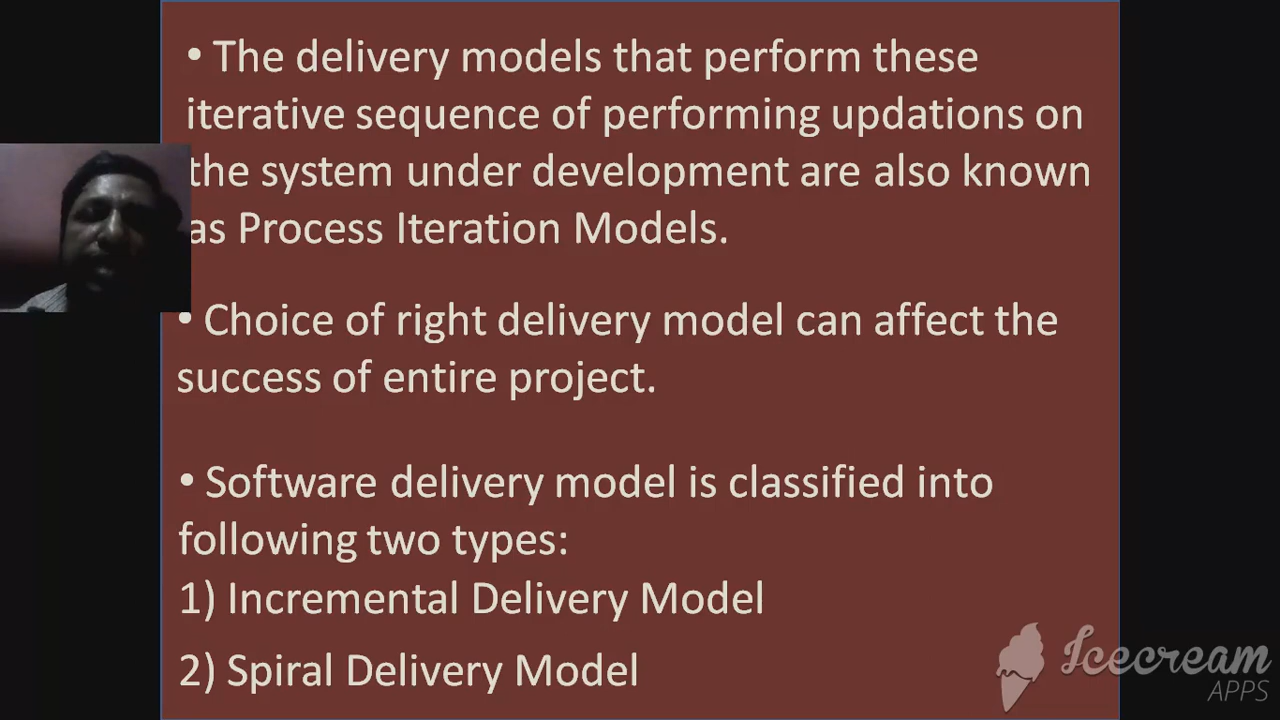 • The delivery models that perform these
iterative sequence of performing updations on
the system under development are also known
as Process Iteration Models.
• Choice of right delivery model can affect the
success of entire project.
• Software delivery model is classified into
following two types:
1) Incremental Delivery Model
2) Spiral Delivery Model
Icecream
APPS